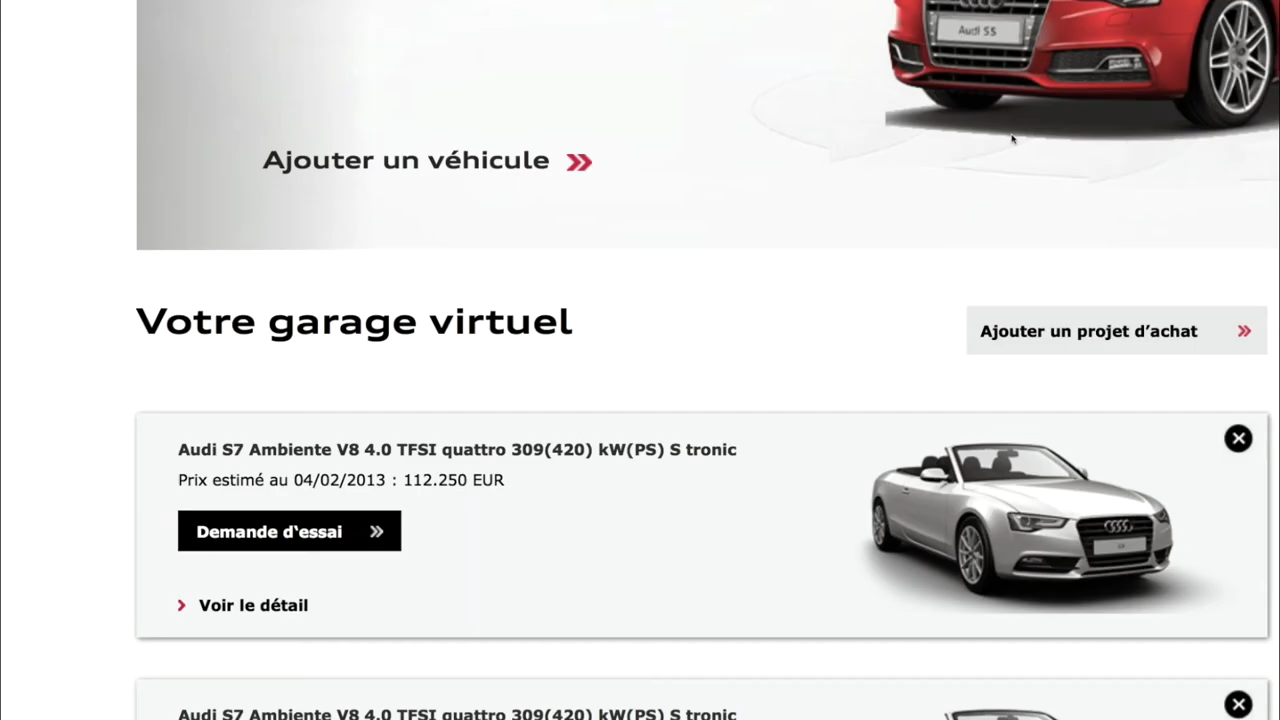 Audi S5
Ajouter un véhicule
Votre garage virtuel
Ajouter un projet d’achat
Audi S7 Ambiente V8 4.0 TFSI quattro 309(420) kW(PS) S tronic
Prix estimé au 04/02/2013 : 112.250 EUR
Demande d‘essai
Voir le détail
Audi S7 Ambiente V8 4.0 TFSI quattro 309(420) kW(PS) S tronic